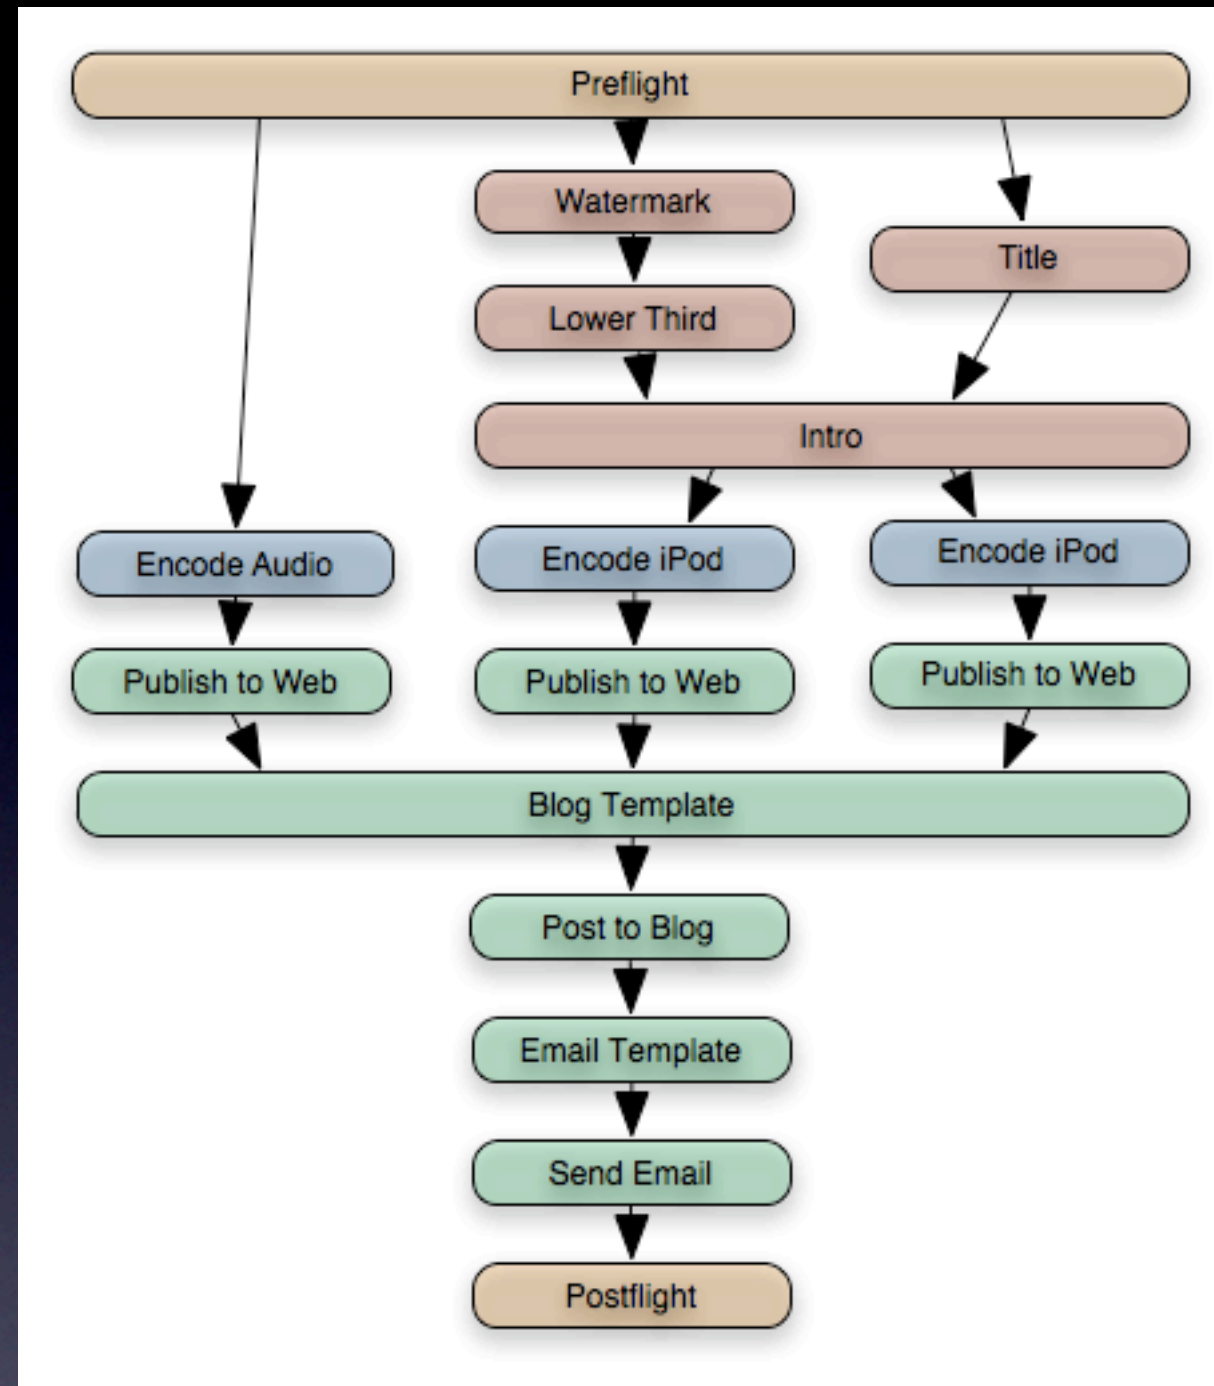 Preflight
Watermark
Title
Lower Third
Intro
Encode Audio
Encode iPod
Encode iPod
Publish to Web
Publish to Web
Publish to Web
Blog Template
Post to Blog
Email Template
Send Email
Postflight